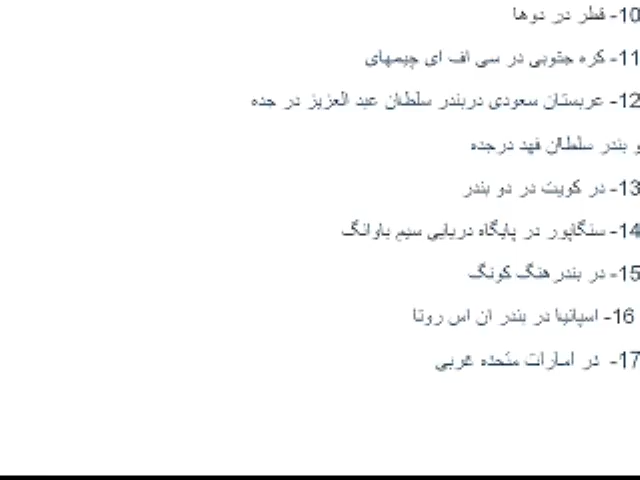 10- قطر در دوها
11- کره جنوبی در سی اف ای چیمهای
12- عربستان سعودی دربندر سلطان عبد العزیز در جده
و بندر سلطان فهد درجده
13- در کویت در دو بندر
14- سنگاپور در پایگاه دریایی سیم باوانگ
15- در بندر هنگ کونگ
16- اسپانیا در بندر ان اس روتا
17- در امارات متحده عربی